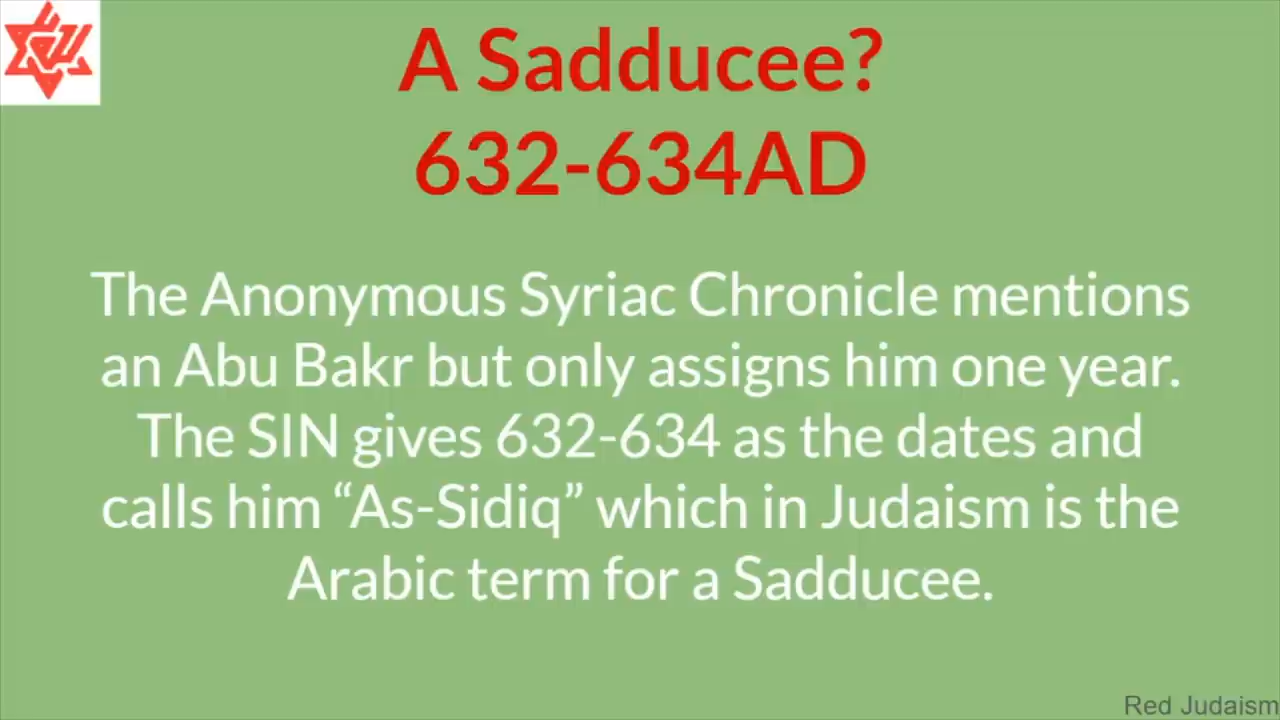 A Sadducee?
632-634AD
The Anonymous Syriac Chronicle mentions
an Abu Bakr but only assigns him one year.
The SIN gives 632-634 as the dates and
calls him “As-Sidiq” which in Judaism is the
Arabic term for a Sadducee.
Red Judaism